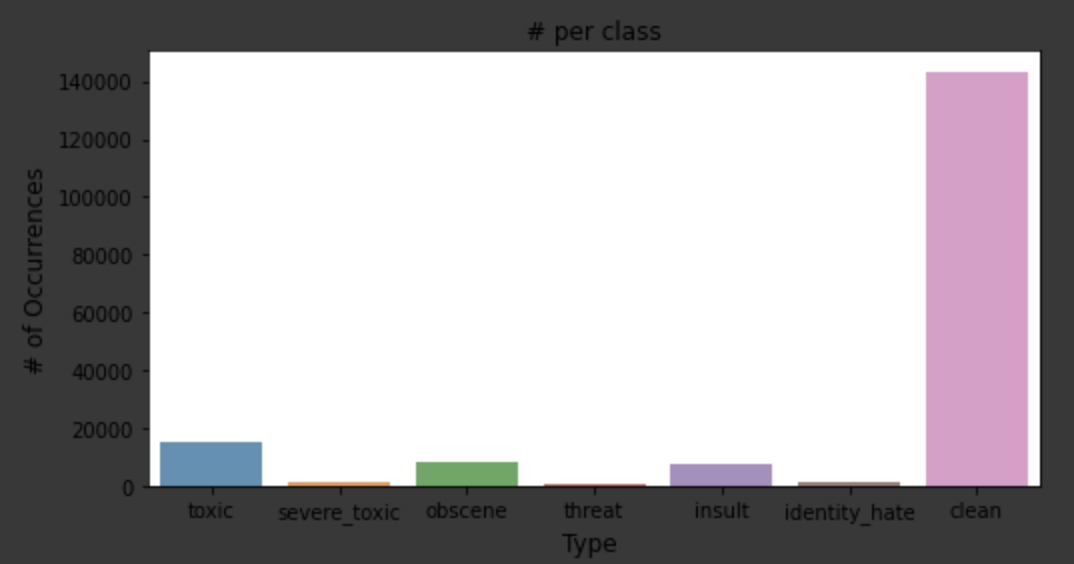 # per class
140000
120000
100000
80000
60000
40000
20000
0
# of Occurrences
toxic severe_toxic obscene threat insult identity_hate clean
Type